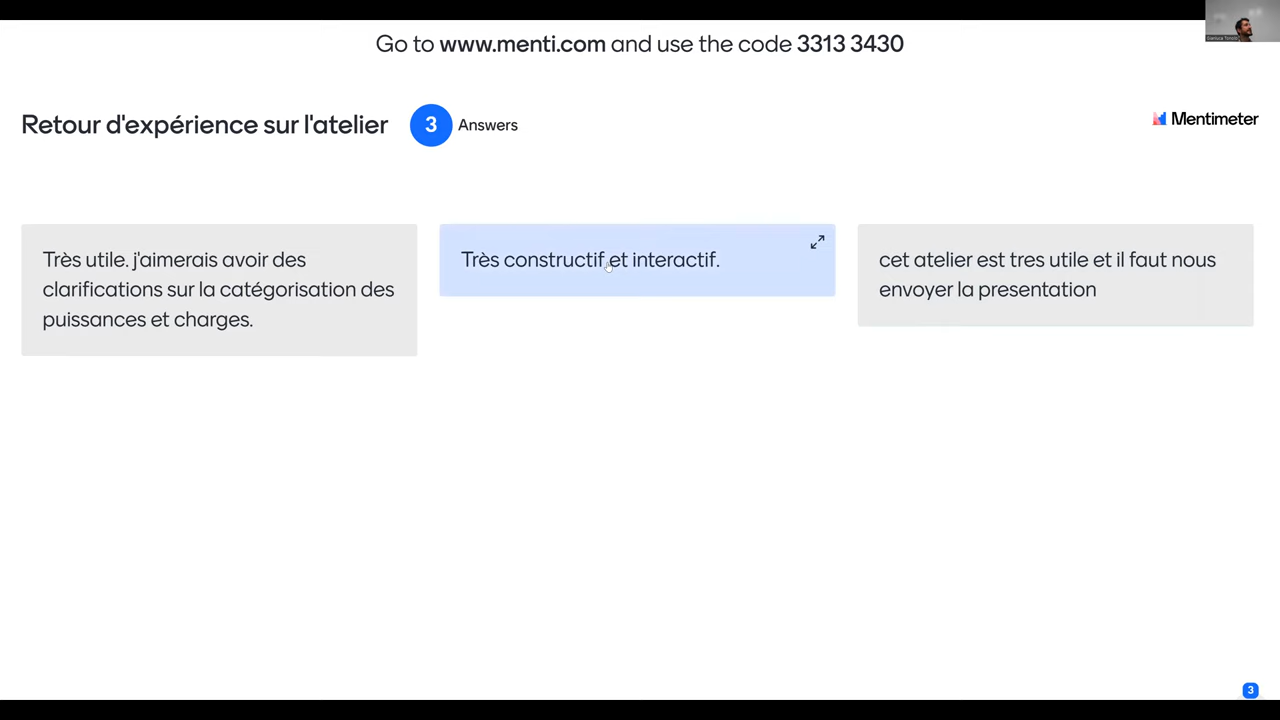 Go to www.menti.com and use the code 3313 3430
Retour d'expérience sur l'atelier
3 Answers
Mentimeter
Très utile. j'aimerais avoir des
clarifications sur la catégorisation des
puissances et charges.
Très constructif et interactif.
cet atelier est tres utile et il faut nous
envoyer la presentation
3